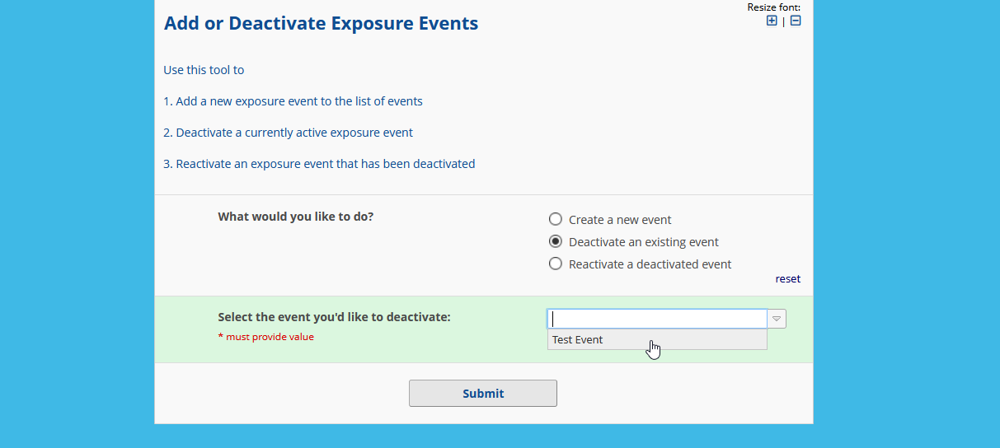 Resize font:
Add or Deactivate Exposure Events
|
Use this tool to
1. Add a new exposure event to the list of events
2. Deactivate a currently active exposure event
3. Reactivate an exposure event that has been deactivated
What would you like to do?
Create a new event
Deactivate an existing event
Reactivate a deactivated event
reset
Select the event you'd like to deactivate:
* must provide value
Test Event
Submit